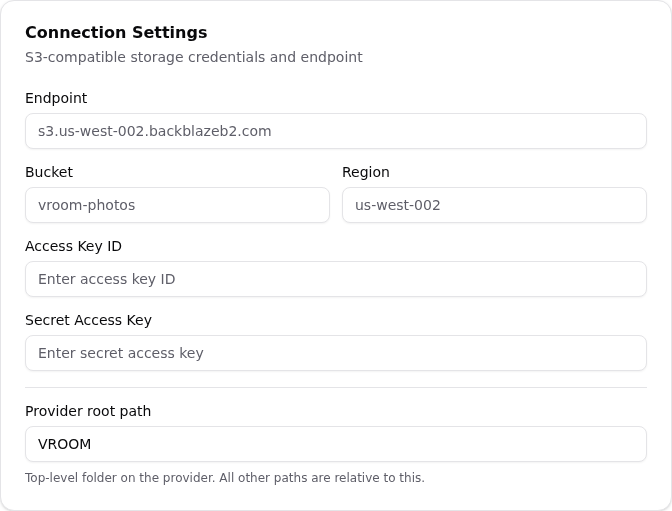 Connection Settings
S3-compatible storage credentials and endpoint
Endpoint
s3.us-west-002.backblazeb2.com
Bucket
Region
vroom-photos
us-west-002
Access Key ID
Enter access key ID
Secret Access Key
Enter secret access key
Provider root path
VROOM
Top-level folder on the provider. All other paths are relative to this.